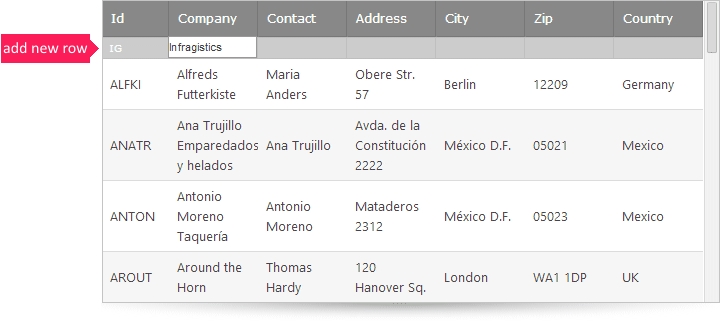 Id Company Contact Address City Zip Country
add new row
IG Infragistics
ALFKI Alfreds Futterkiste Maria Anders Obere Str. 57 Berlin 12209 Germany
ANATR Ana Trujillo Emparedados y helados Ana Trujillo Avda. de la Constitución 2222 México D.F. 05021 Mexico
ANTON Antonio Moreno Taquería Antonio Moreno Mataderos 2312 México D.F. 05023 Mexico
AROUT Around the Horn Thomas Hardy 120 Hanover Sq. London WA1 1DP UK